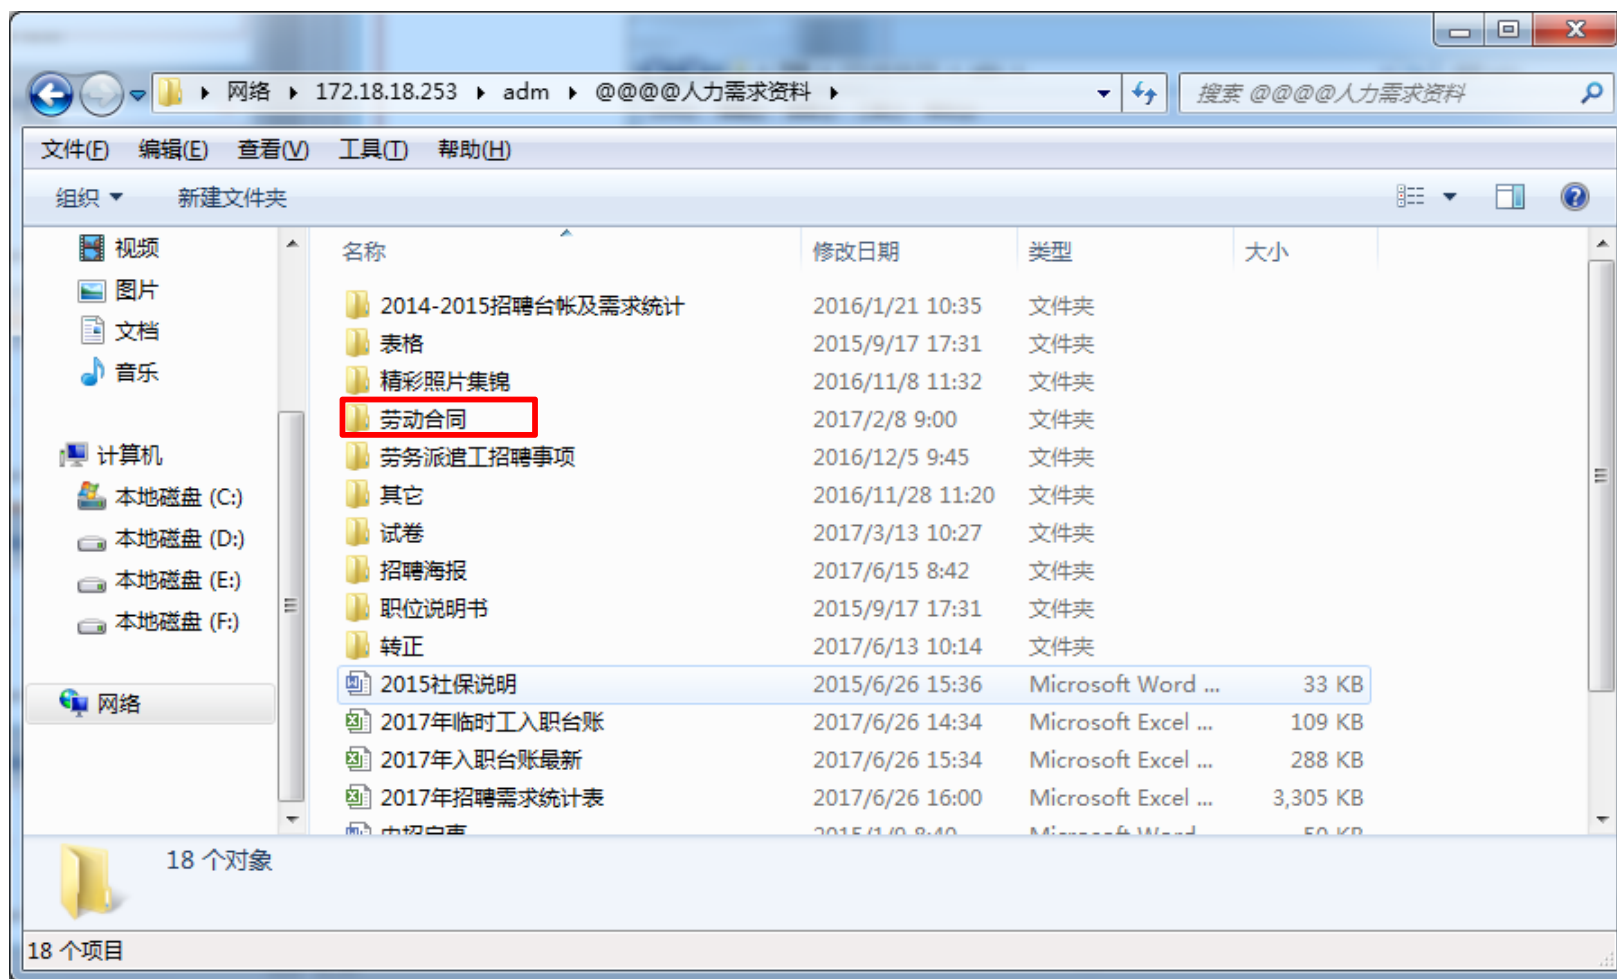 网络 172.18.18.253 adm @@@@人力需求资料
搜索 @@@@人力需求资料
文件(F) 编辑(E) 查看(V) 工具(T) 帮助(H)
组织 新建文件夹
视频
图片
文档
音乐
计算机
本地磁盘 (C:)
本地磁盘 (D:)
本地磁盘 (E:)
本地磁盘 (F:)
网络
名称 修改日期 类型 大小
2014-2015招聘台帐及需求统计 2016/1/21 10:35 文件夹
表格 2015/9/17 17:31 文件夹
精彩照片集锦 2016/11/8 11:32 文件夹
劳动合同 2017/2/8 9:00 文件夹
劳务派遣工招聘事项 2016/12/5 9:45 文件夹
其它 2016/11/28 11:20 文件夹
试卷 2017/3/13 10:27 文件夹
招聘海报 2017/6/15 8:42 文件夹
职位说明书 2015/9/17 17:31 文件夹
转正 2017/6/13 10:14 文件夹
2015社保说明 2015/6/26 15:36 Microsoft Word ... 33 KB
2017年临时工入职台账 2017/6/26 14:34 Microsoft Excel ... 109 KB
2017年入职台账最新 2017/6/26 15:34 Microsoft Excel ... 288 KB
2017年招聘需求统计表 2017/6/26 16:00 Microsoft Excel ... 3,305 KB
18 个对象
18 个项目